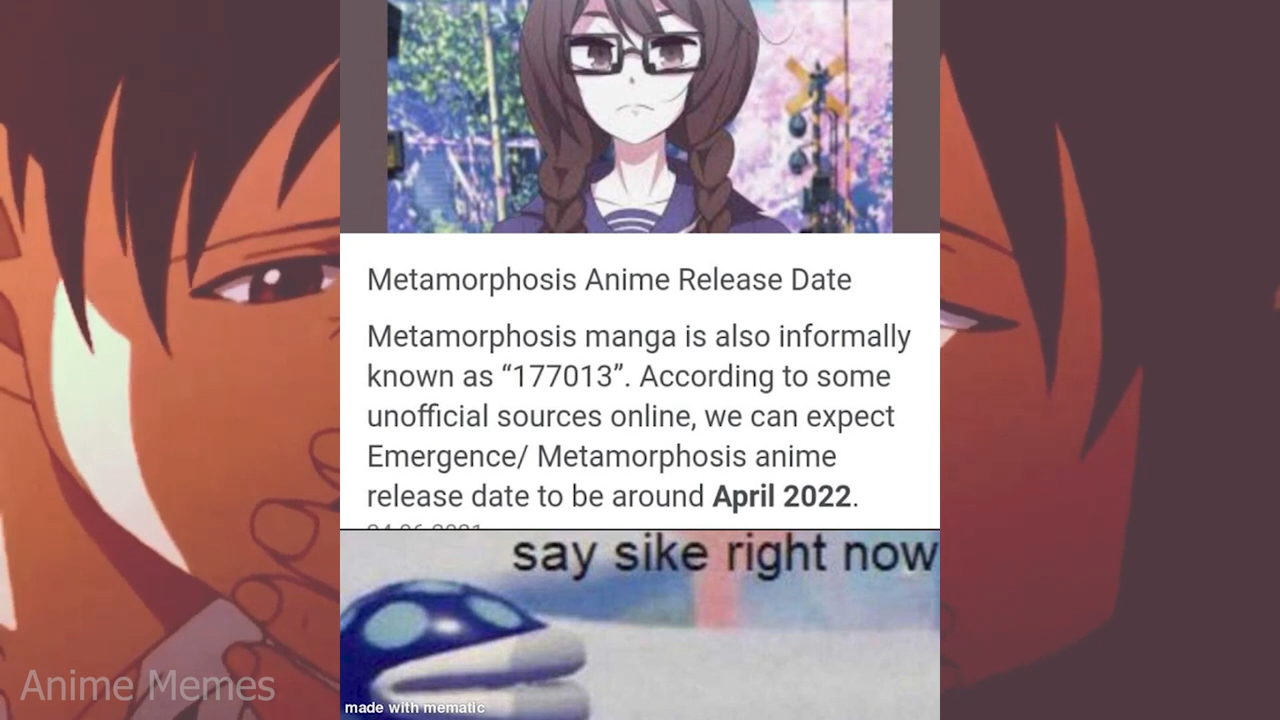 Metamorphosis Anime Release Date
Metamorphosis manga is also informally
known as “177013”. According to some
unofficial sources online, we can expect
Emergence/ Metamorphosis anime
release date to be around April 2022.
say sike right now
made with mematic
Anime Memes